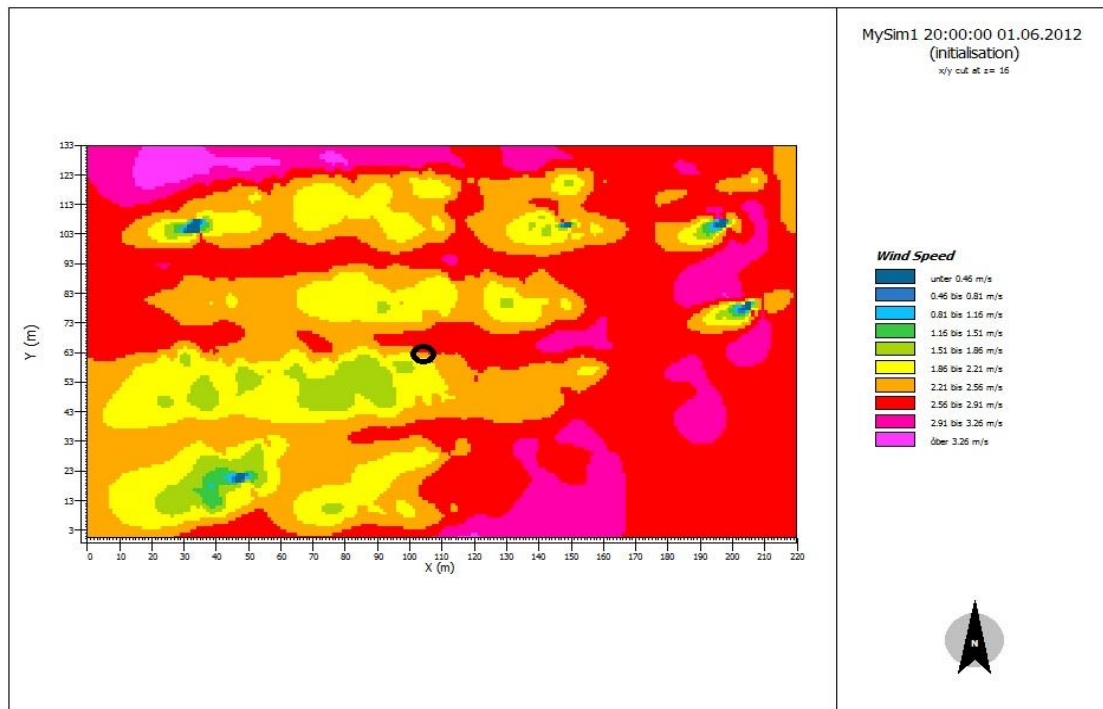 MySim1 20:00:00 01.06.2012
(initialisation)
x/y cut at z= 16
133
123
113
103
93
83
73
63
53
43
33
23
13
3
Y (m)
0 10 20 30 40 50 60 70 80 90 100 110 120 130 140 150 160 170 180 190 200 210 220
X (m)
Wind Speed
unter 0.46 m/s
0.46 bis 0.81 m/s
0.81 bis 1.16 m/s
1.16 bis 1.51 m/s
1.51 bis 1.86 m/s
1.86 bis 2.21 m/s
2.21 bis 2.56 m/s
2.56 bis 2.91 m/s
2.91 bis 3.26 m/s
öber 3.26 m/s
N